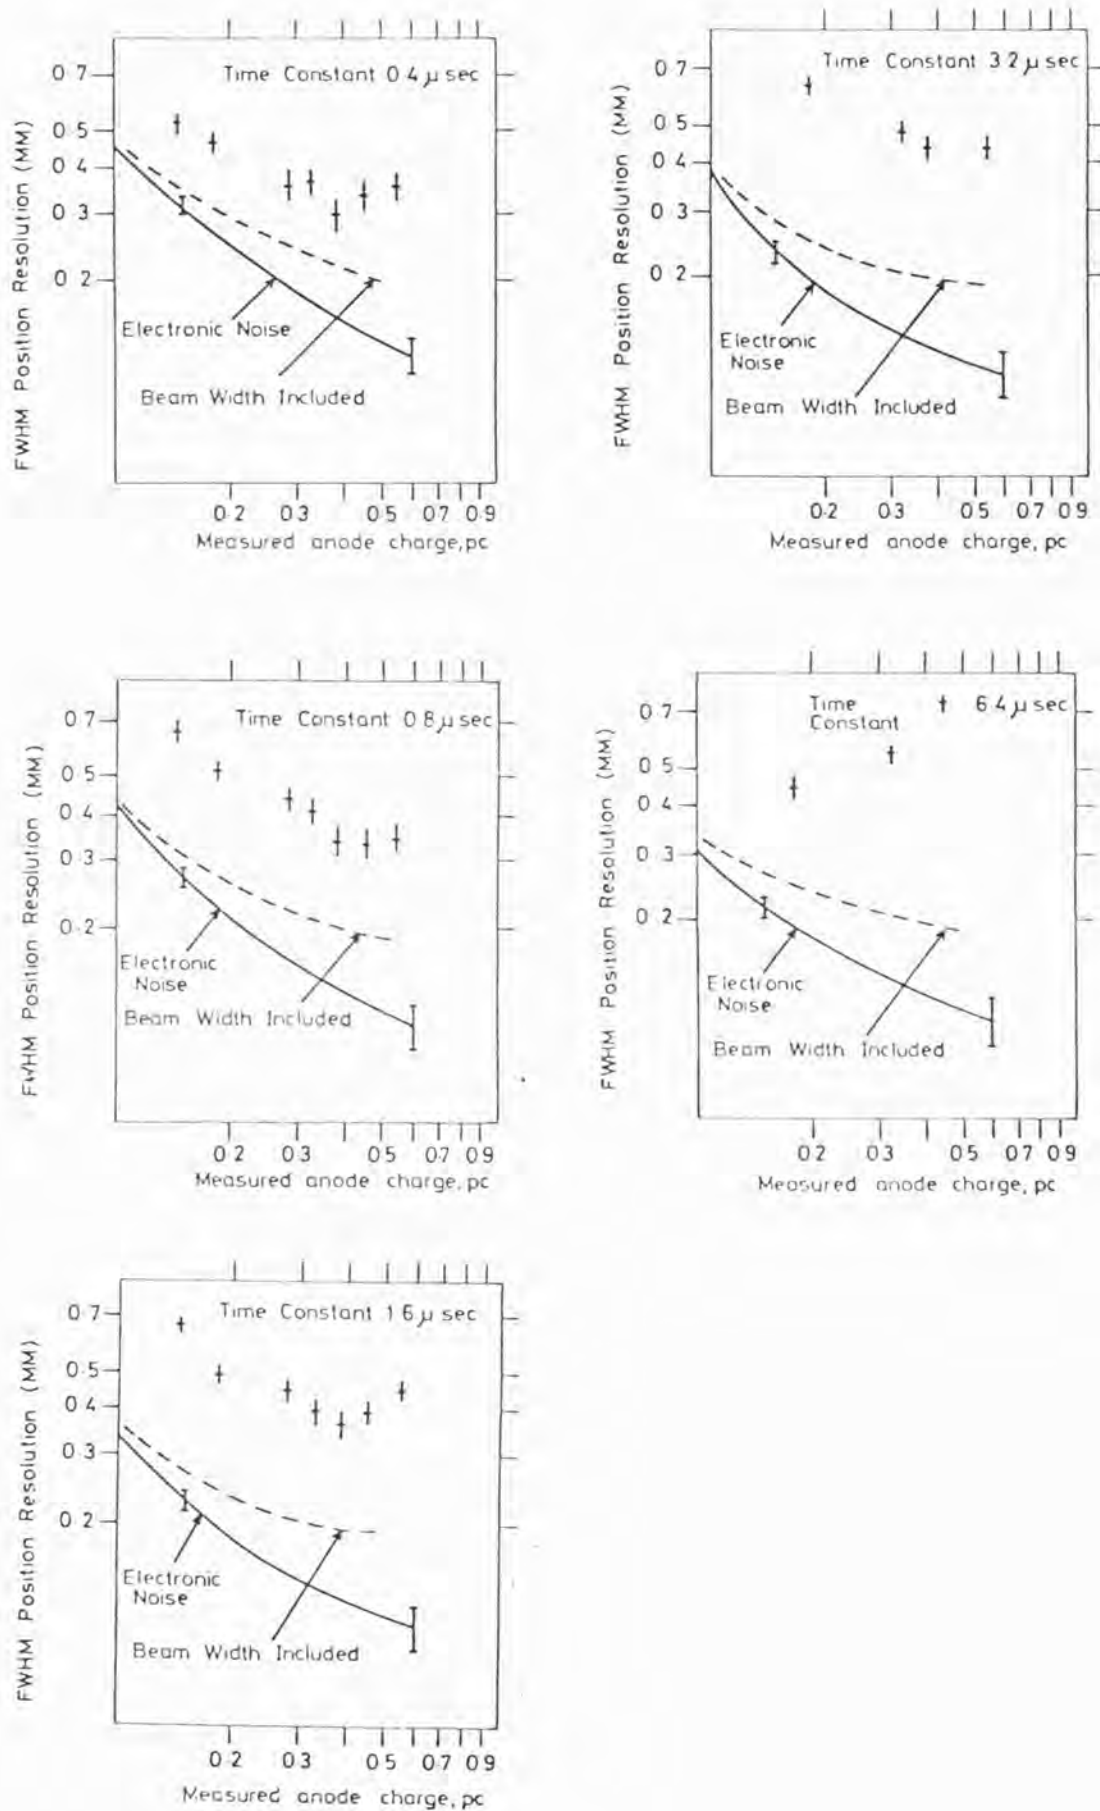 Time Constant 0·4 μ sec
0·7
0·5
0·4
0·3
0·2
FWHM Position Resolution (MM)
Electronic Noise
Beam Width Included
0·2 0·3 0·5 0·7 0·9
Measured anode charge, pc
Time Constant 3·2 μ sec
0·7
0·5
0·4
0·3
0·2
FWHM Position Resolution (MM)
Electronic
Noise
Beam Width Included
0·2 0·3 0·5 0·7 0·9
Measured anode charge, pc
Time Constant 0·8 μ sec
0·7
0·5
0·4
0·3
0·2
FWHM Position Resolution (MM)
Electronic
Noise
Beam Width Included
0·2 0·3 0·5 0·7 0·9
Measured anode charge, pc
Time 6·4 μ sec
Constant
0·7
0·5
0·4
0·3
0·2
FWHM Position Resolution (MM)
Electronic
Noise
Beam Width Included
0·2 0·3 0·5 0·7 0·9
Measured anode charge, pc
Time Constant 1·6 μ sec
0·7
0·5
0·4
0·3
0·2
FWHM Position Resolution (MM)
Electronic
Noise
Beam Width Included
0·2 0·3 0·5 0·7 0·9
Measured anode charge, pc